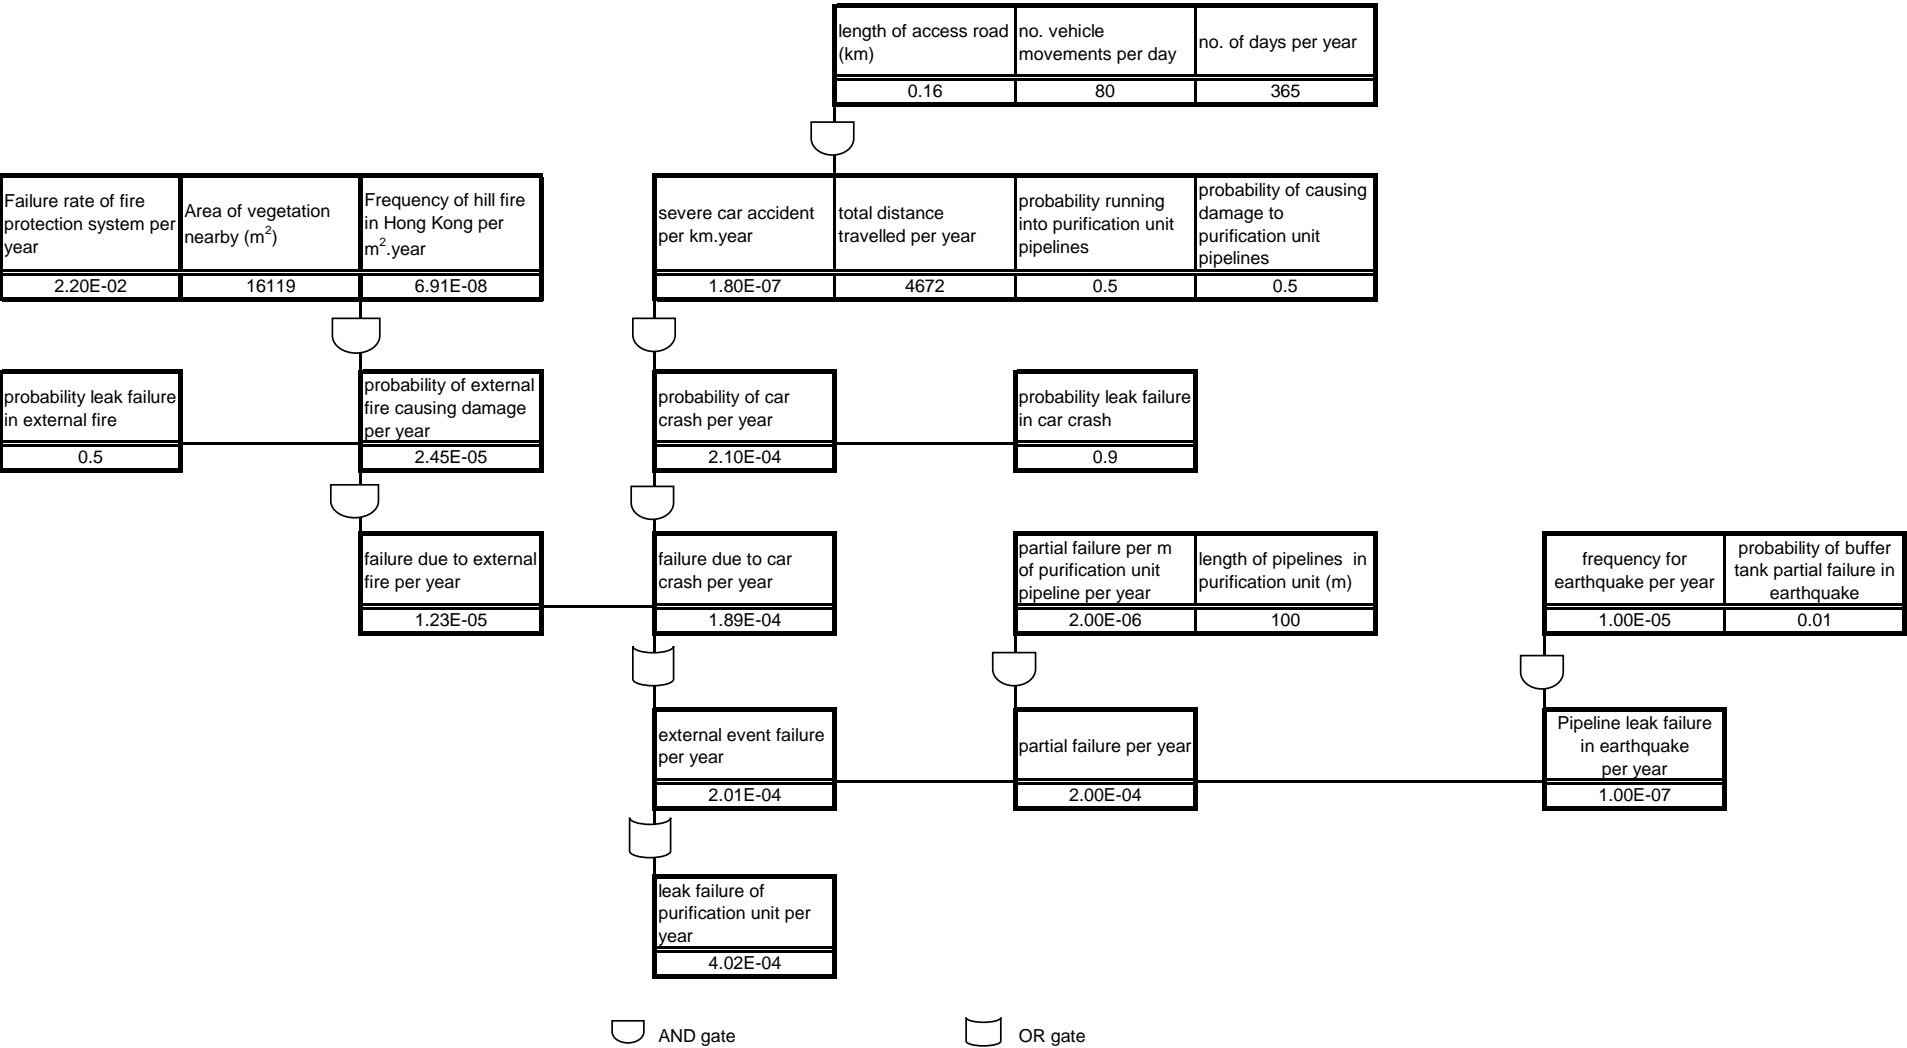 length of access road
(km)
no. vehicle
movements per day
no. of days per year
0.16
80
365
Failure rate of fire
protection system per
year
Area of vegetation
nearby (m²)
Frequency of hill fire
in Hong Kong per
m².year
2.20E-02
16119
6.91E-08
severe car accident
per km.year
total distance
travelled per year
probability running
into purification unit
pipelines
probability of causing
damage to
purification unit
pipelines
1.80E-07
4672
0.5
0.5
probability leak failure
in external fire
0.5
probability of external
fire causing damage
per year
2.45E-05
probability of car
crash per year
2.10E-04
probability leak failure
in car crash
0.9
failure due to external
fire per year
1.23E-05
failure due to car
crash per year
1.89E-04
partial failure per m
of purification unit
pipeline per year
length of pipelines in
purification unit (m)
2.00E-06
100
frequency for
earthquake per year
probability of buffer
tank partial failure in
earthquake
1.00E-05
0.01
external event failure
per year
2.01E-04
partial failure per year
2.00E-04
Pipeline leak failure
in earthquake
per year
1.00E-07
leak failure of
purification unit per
year
4.02E-04
AND gate
OR gate